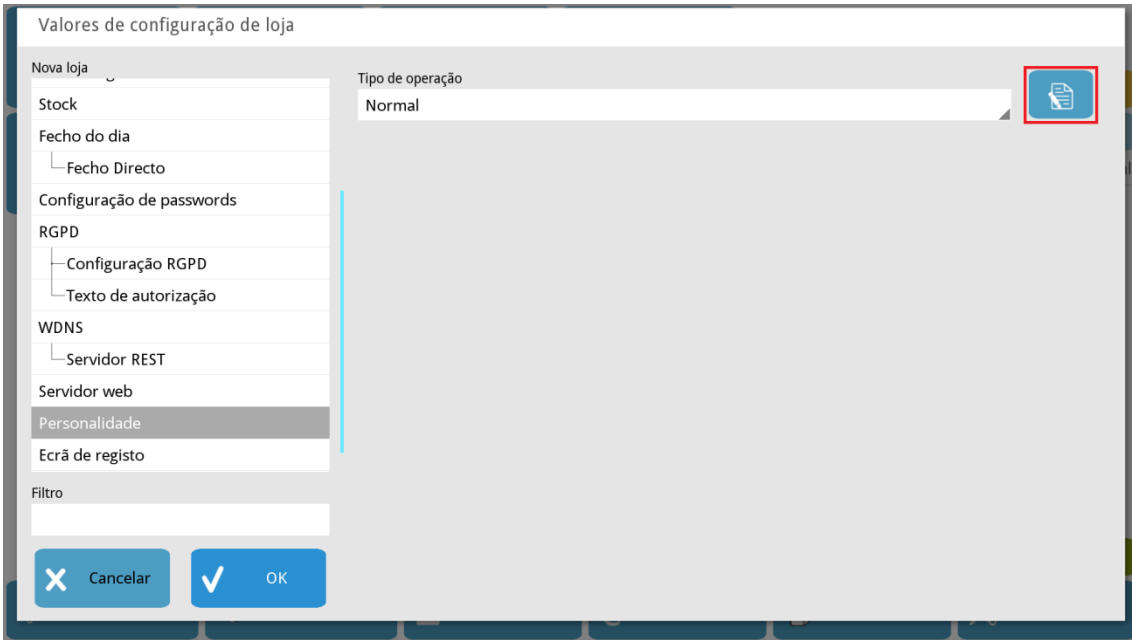 Valores de configuração de loja
Nova loja
Stock
Fecho do dia
Fecho Directo
Configuração de passwords
RGPD
Configuração RGPD
Texto de autorização
WDNS
Servidor REST
Servidor web
Personalidade
Ecrã de registo
Filtro
Cancelar
OK
Tipo de operação
Normal